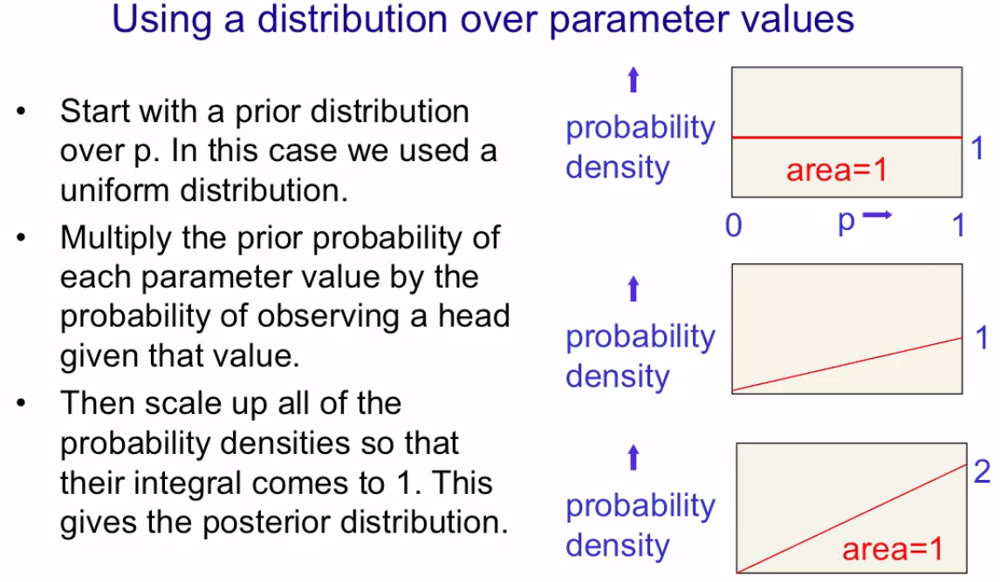 Using a distribution over parameter values
• Start with a prior distribution
over p. In this case we used a
uniform distribution.
• Multiply the prior probability of
each parameter value by the
probability of observing a head
given that value.
• Then scale up all of the
probability densities so that
their integral comes to 1. This
gives the posterior distribution.
probability
density
area=1
1
0 p 1
probability
density
1
probability
density
2
area=1